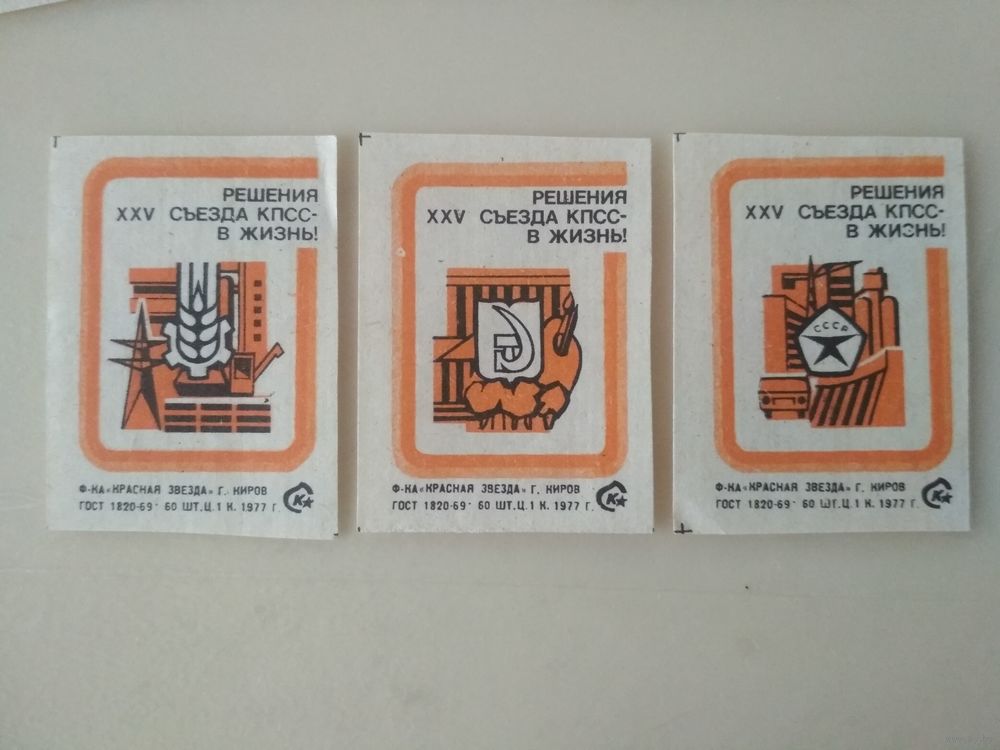 РЕШЕНИЯ
XXV СЪЕЗДА КПСС-
В ЖИЗНЬ!
Ф-КА «КРАСНАЯ ЗВЕЗДА» Г. КИРОВ
ГОСТ 1820-69 60 ШТ.Ц.1 К. 1977 Г.
К
РЕШЕНИЯ
XXV СЪЕЗДА КПСС-
В ЖИЗНЬ!
Ф-КА «КРАСНАЯ ЗВЕЗДА» Г. КИРОВ
ГОСТ 1820-69 60 ШТ.Ц.1 К. 1977 Г.
К
РЕШЕНИЯ
XXV СЪЕЗДА КПСС-
В ЖИЗНЬ!
СССР
Ф-КА «КРАСНАЯ ЗВЕЗДА» Г. КИРОВ
ГОСТ 1820-69 60 ШТ.Ц.1 К. 1977 Г.
К